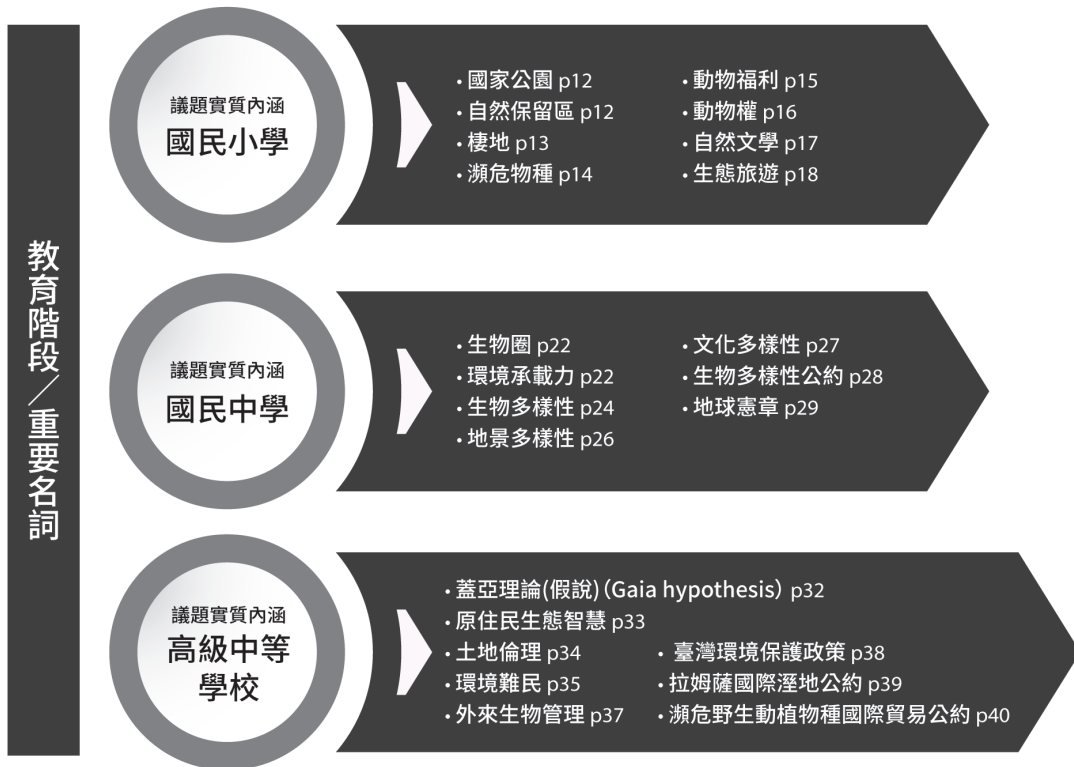 教育階段／重要名詞
議題實質內涵
國民小學
・國家公園 p12
・自然保留區 p12
・棲地 p13
・瀕危物種 p14
・動物福利 p15
・動物權 p16
・自然文學 p17
・生態旅遊 p18
議題實質內涵
國民中學
・生物圈 p22
・環境承載力 p22
・生物多樣性 p24
・地景多樣性 p26
・文化多樣性 p27
・生物多樣性公約 p28
・地球憲章 p29
議題實質內涵
高級中等
學校
・蓋亞理論(假說)（Gaia hypothesis）p32
・原住民生態智慧 p33
・土地倫理 p34
・環境難民 p35
・外來生物管理 p37
・臺灣環境保護政策 p38
・拉姆薩國際溼地公約 p39
・瀕危野生動植物種國際貿易公約 p40